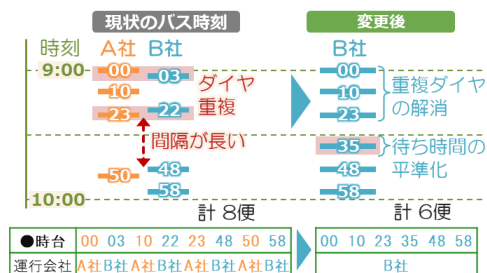 現状のバス時刻
変更後
時刻 A社 B社
B社
9:00
00
03
10
22
23
48
50
58
ダイヤ
重複
間隔が長い
10:00
計 8便
00
10
23
35
48
58
重複ダイヤ
の解消
待ち時間の
平準化
計 6便
●時台 00 03 10 22 23 48 50 58
00 10 23 35 48 58
運行会社 A社 B社 A社 B社 A社 B社 A社 B社
B社